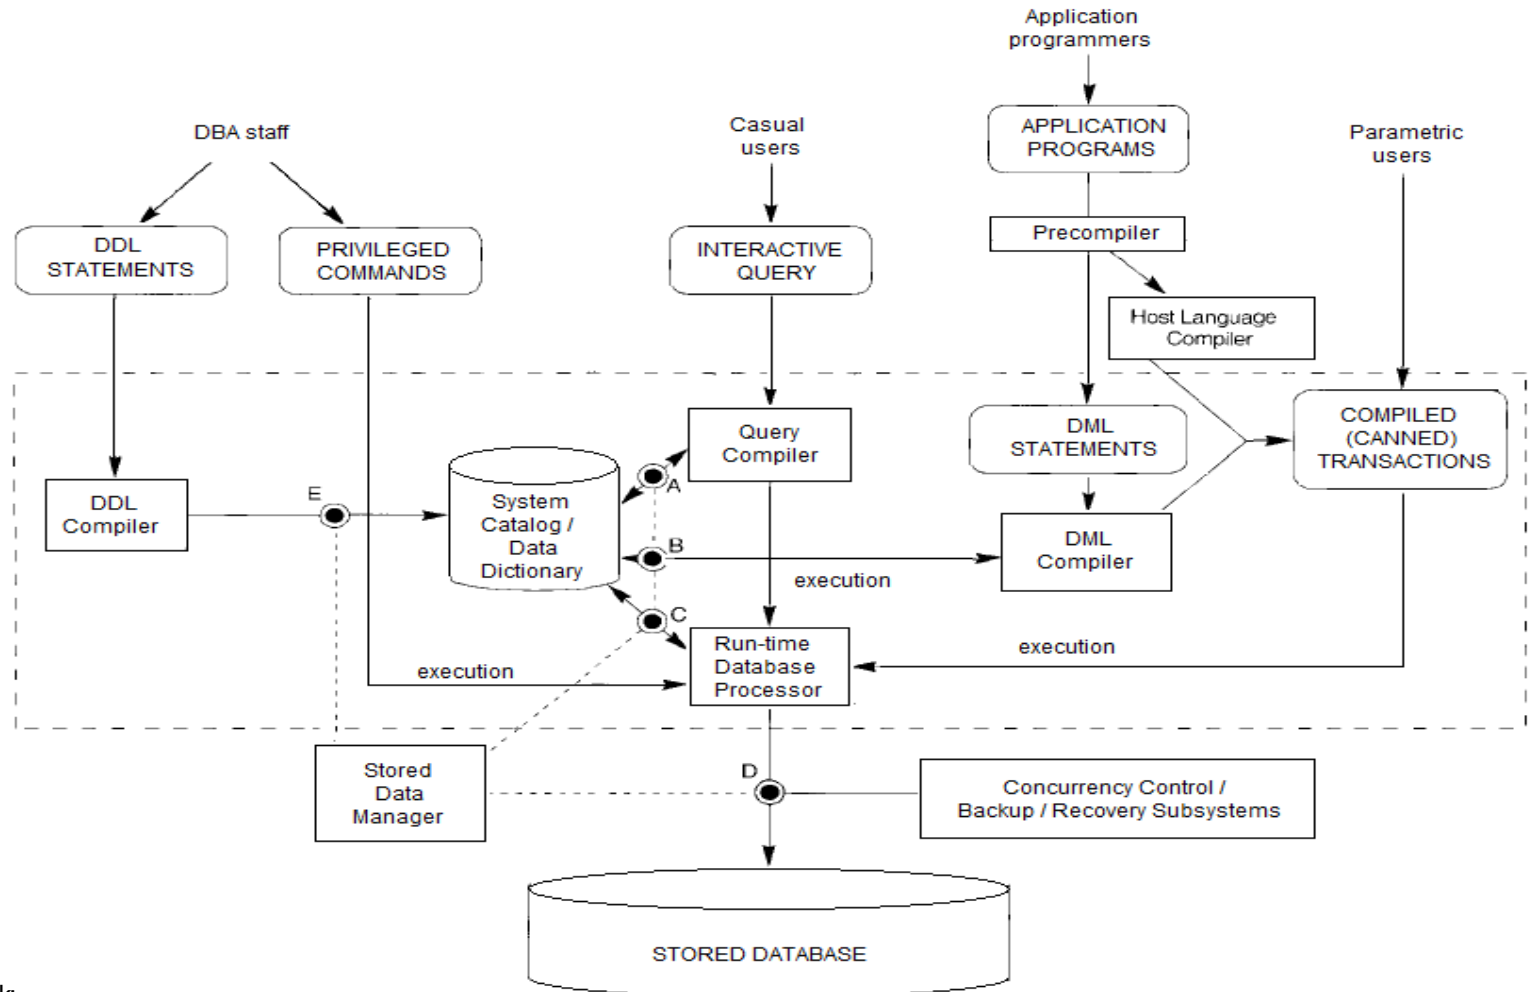 Application
programmers
DBA staff
Casual
users
APPLICATION
PROGRAMS
Parametric
users
DDL
STATEMENTS
PRIVILEGED
COMMANDS
INTERACTIVE
QUERY
Precompiler
Host Language
Compiler
Query
Compiler
DML
STATEMENTS
COMPILED
(CANNED)
TRANSACTIONS
DDL
Compiler
E
System
Catalog /
Data
Dictionary
A
B
C
execution
DML
Compiler
execution
Run-time
Database
Processor
execution
Stored
Data
Manager
D
Concurrency Control /
Backup / Recovery Subsystems
STORED DATABASE